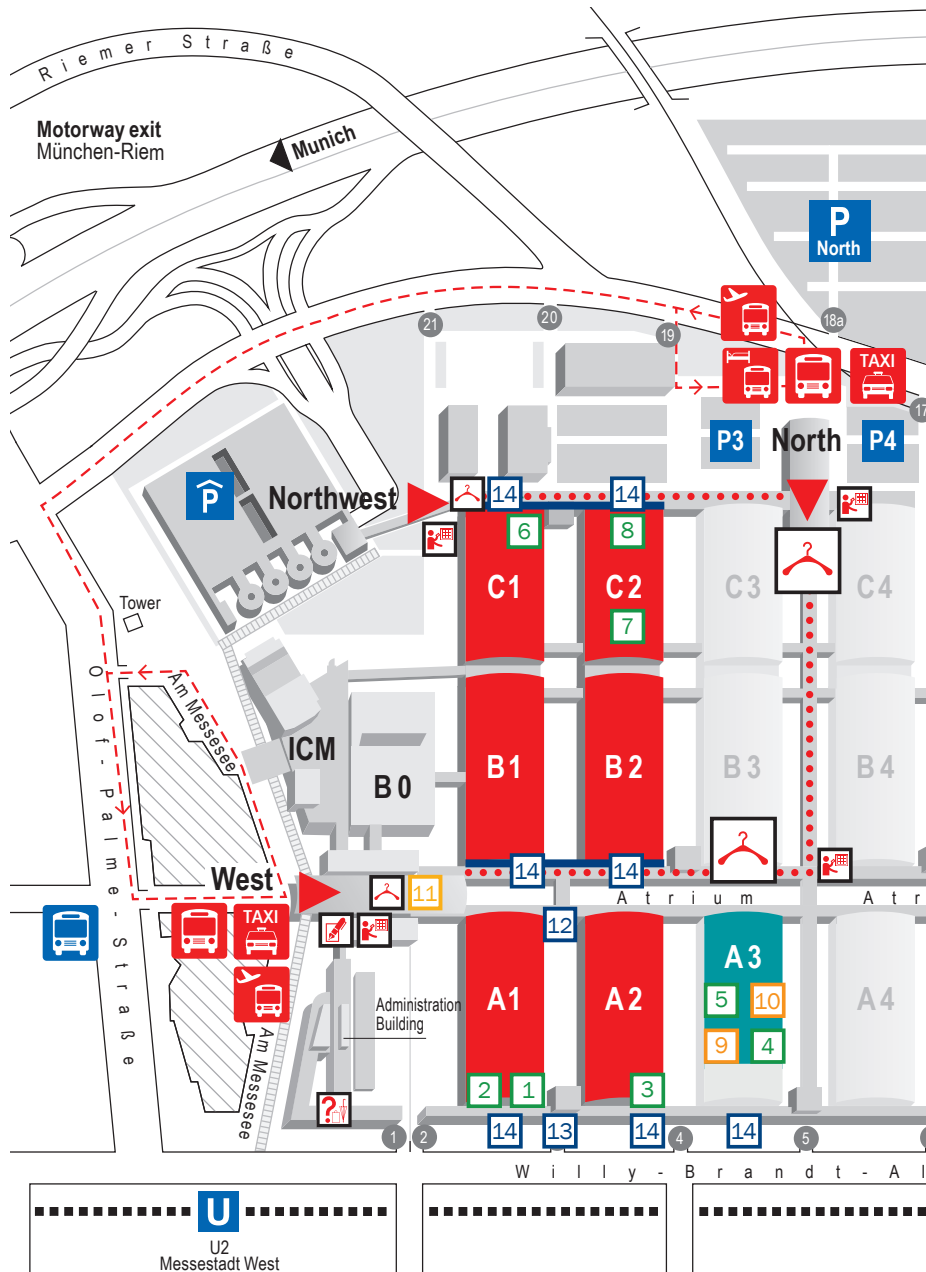 Riemer Straße
Motorway exit
München-Riem
Munich
P
North
18a
20
21
19
TAXI
17
P3
North
P4
P
Northwest
14
14
6
8
C1
C2
C3
C4
7
Tower
Am Messesee
Olof-Palme-Straße
ICM
B0
B1
B2
B3
B4
14
14
West
11
Atrium
Atr
12
TAXI
A1
A2
A3
A4
5
10
9
4
Administration
Building
Am Messesee
2
1
3
?
1
2
14
13
14
4
14
5
Willy-Brandt-Al
U
U2
Messestadt West